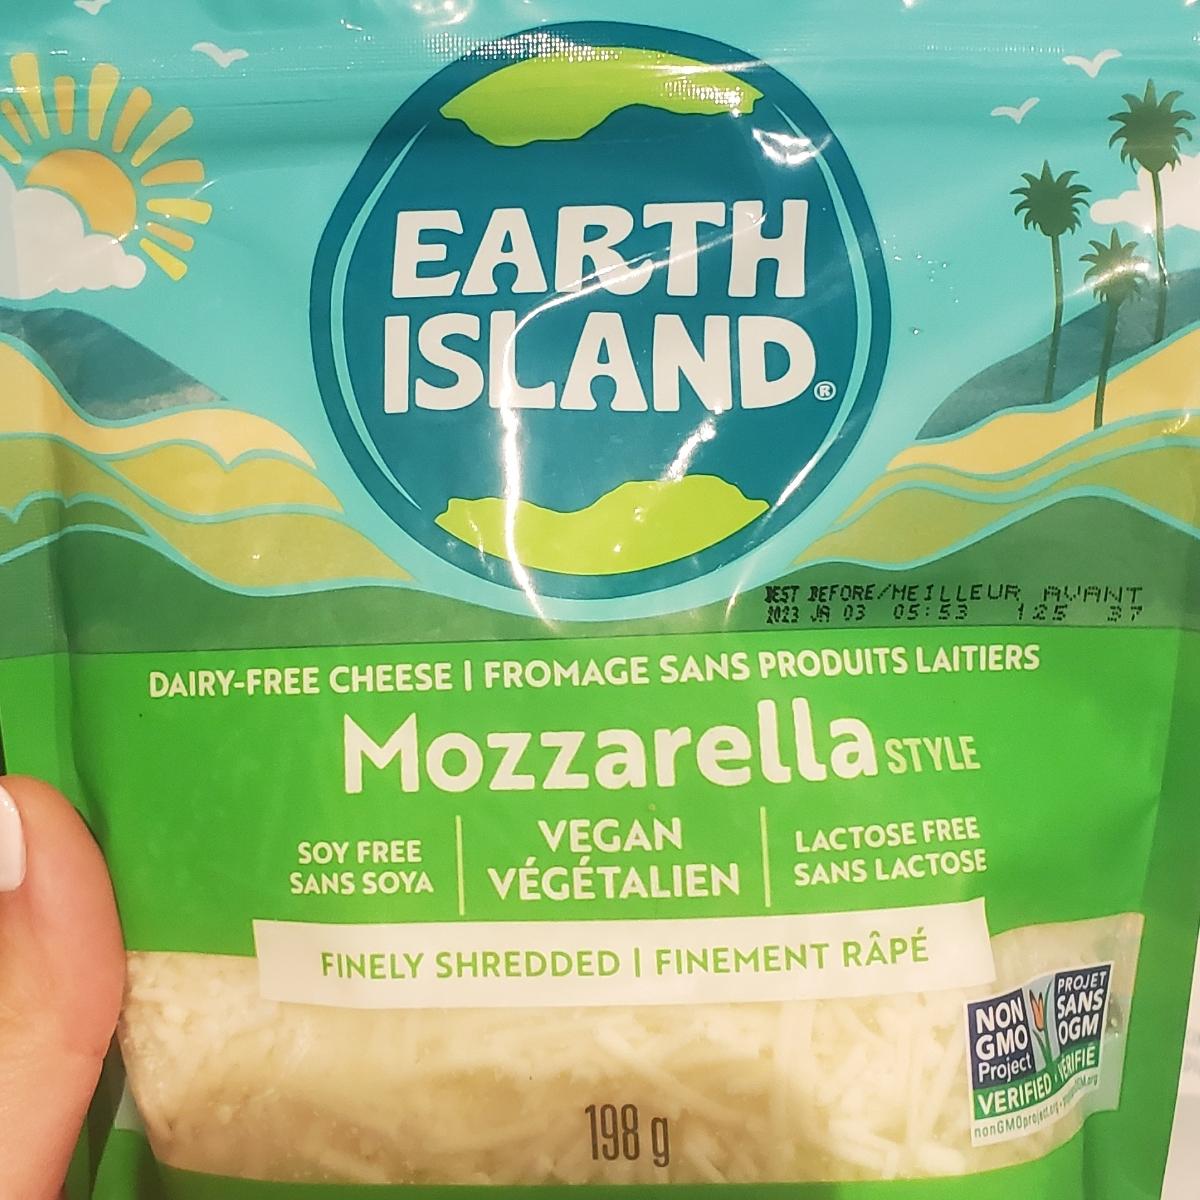 EARTH
ISLAND®
BEST BEFORE/MEILLEUR AVANT
2023 JA 03 05:53 125 37
DAIRY-FREE CHEESE | FROMAGE SANS PRODUITS LAITIERS
Mozzarella STYLE
SOY FREE
SANS SOYA
VEGAN
VÉGÉTALIEN
LACTOSE FREE
SANS LACTOSE
FINELY SHREDDED | FINEMENT RÂPÉ
NON
GMO
Project
PROJET
SANS
OGM
VERIFIED · VÉRIFIÉ
nonGMOproject.org
198 g